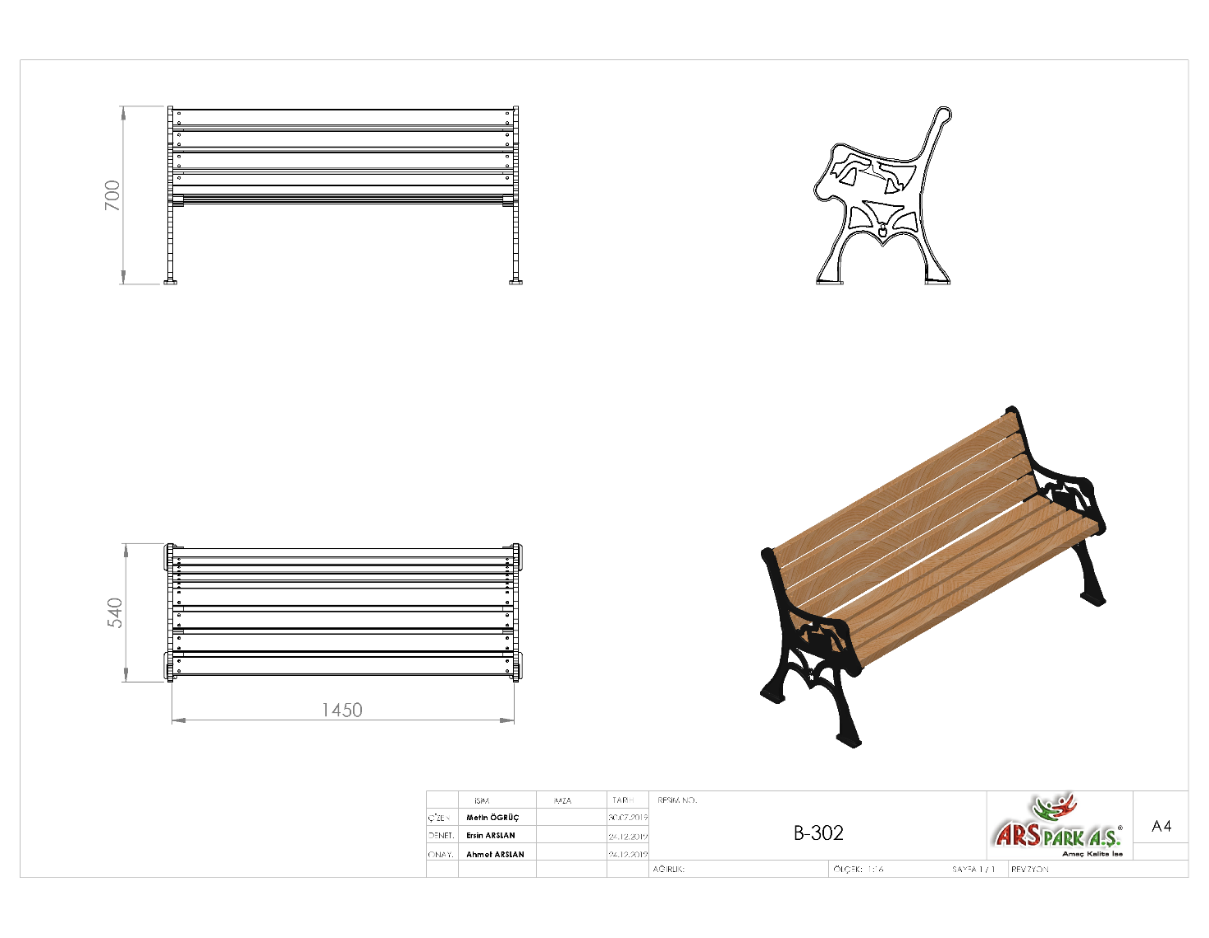 700
540
1450
İSİM İMZA TARİH RESİM NO.
ÇİZEN Metin ÖGRÜÇ 30.07.2019
DENET. Ersin ARSLAN 24.12.2019
ONAY. Ahmet ARSLAN 24.12.2019
B-302
ARS PARK A.Ş.®
Amaç Kalite ise
A4
AĞIRLIK: ÖLÇEK: 1:16 SAYFA 1 / 1 REVİZYON